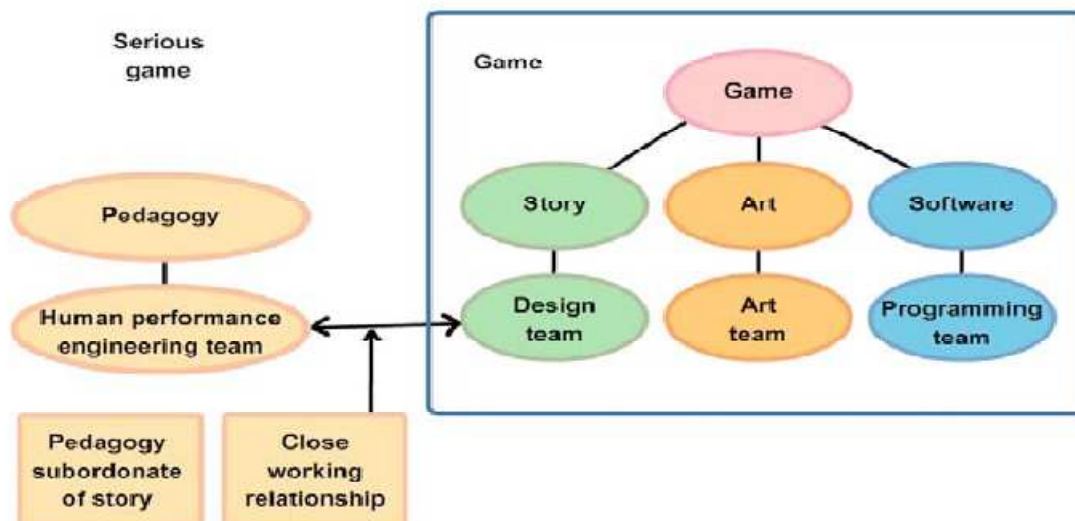 Serious
game
Game
Game
Story
Art
Software
Pedagogy
Human performance
engineering team
Design
team
Art
team
Programming
team
Pedagogy
subordonate
of story
Close
working
relationship